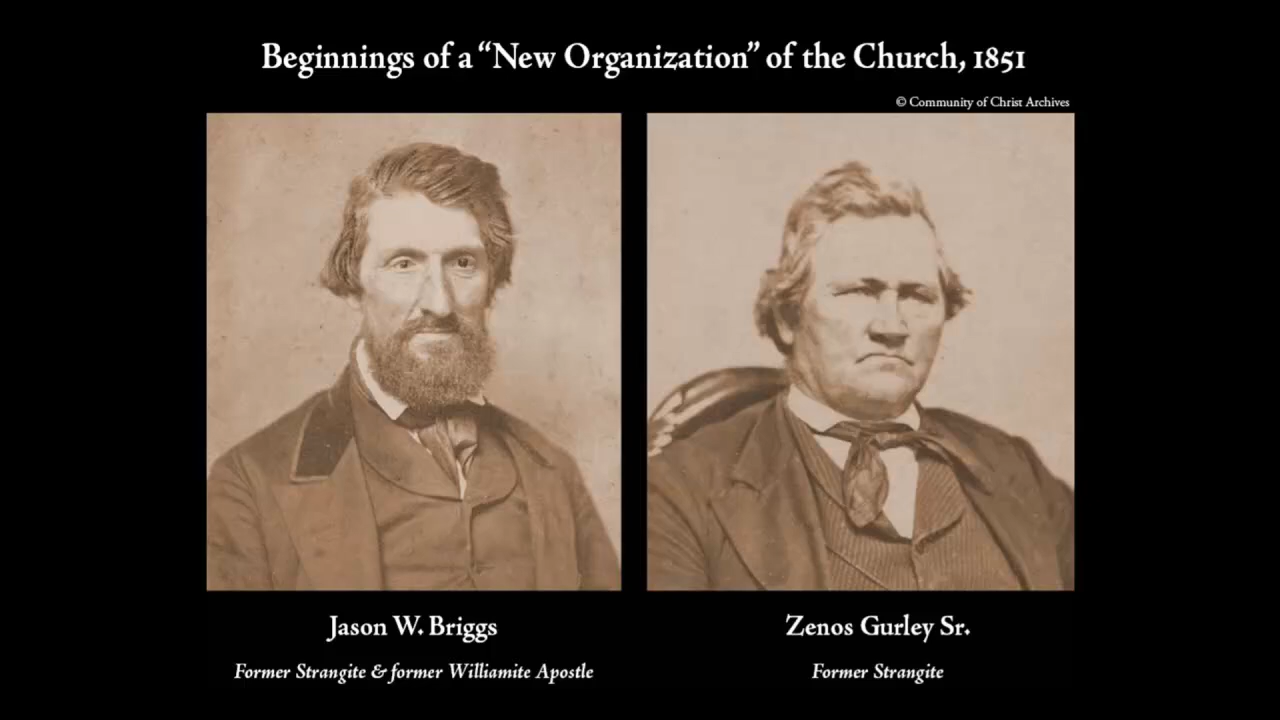 Beginnings of a “New Organization” of the Church, 1851
© Community of Christ Archives
Jason W. Briggs
Zenos Gurley Sr.
Former Strangite & former Williamite Apostle
Former Strangite